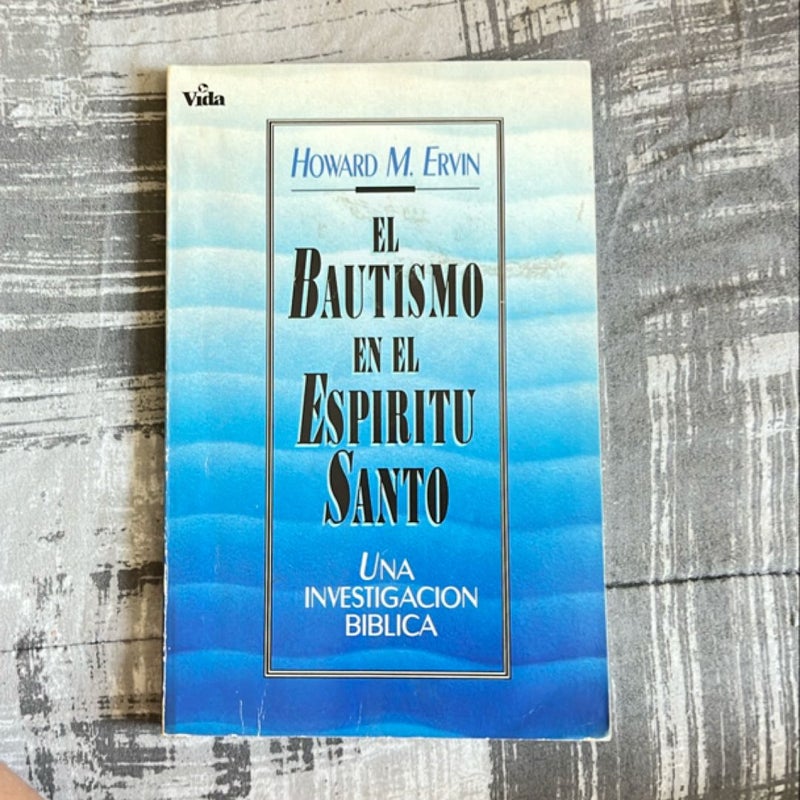 Vida
HOWARD M. ERVIN
EL
BAUTISMO
EN EL
ESPIRITU
SANTO
UNA
INVESTIGACION
BIBLICA